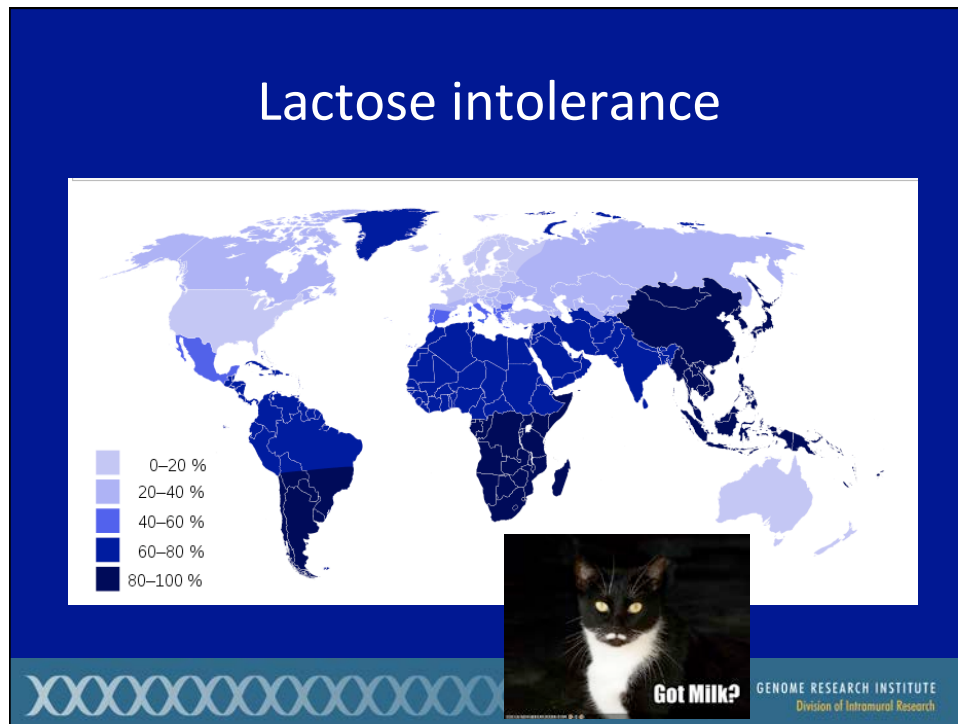 Lactose intolerance
0–20 %
20–40 %
40–60 %
60–80 %
80–100 %
Got Milk?
GENOME RESEARCH INSTITUTE
Division of Intramural Research